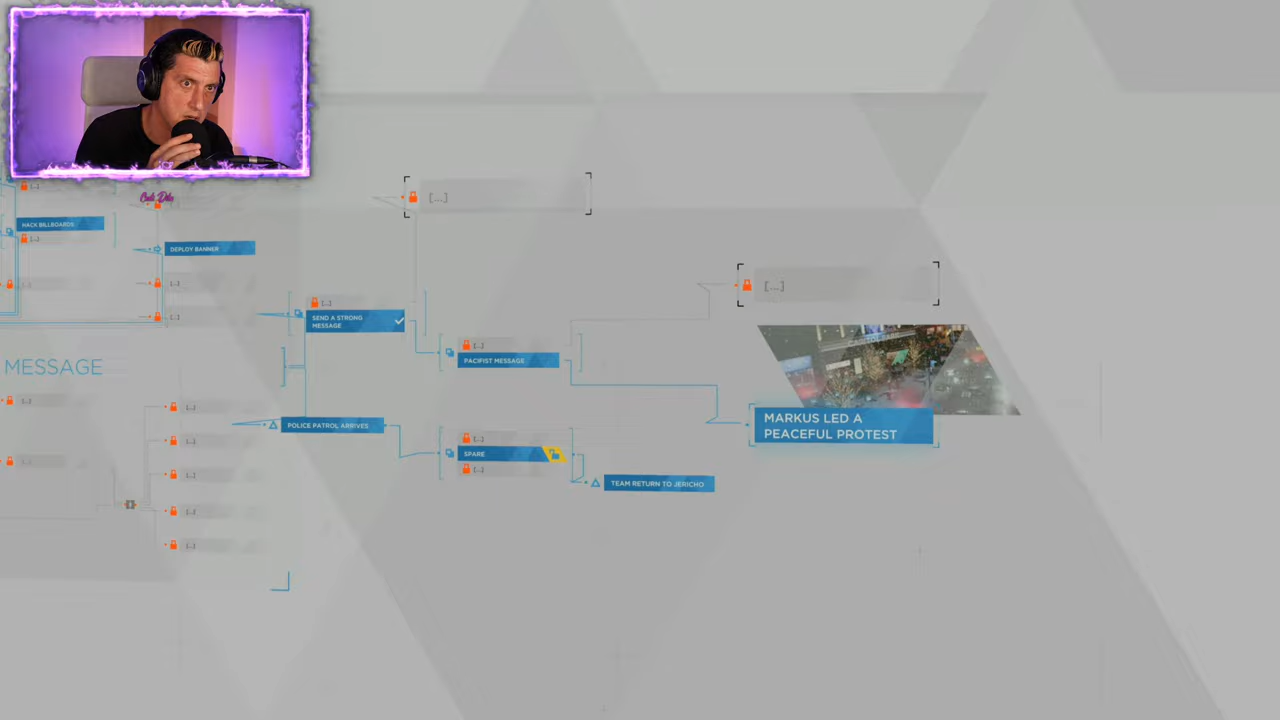 [...]
[...]
HACK BILLBOARDS
[...]
DEPLOY BANNER
[...]
[...]
[...]
[...]
[...]
SEND A STRONG
MESSAGE
[...]
PACIFIST MESSAGE
MARKUS LED A
PEACEFUL PROTEST
MESSAGE
[...]
[...]
POLICE PATROL ARRIVES
[...]
[...]
SPARE
[...]
TEAM RETURN TO JERICHO
[...]
[...]
[...]
[...]